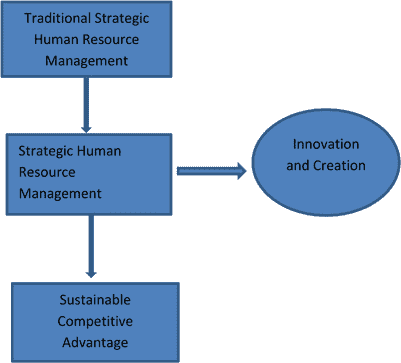 Traditional Strategic
Human Resource
Management
Strategic Human
Resource
Management
Innovation
and Creation
Sustainable
Competitive
Advantage